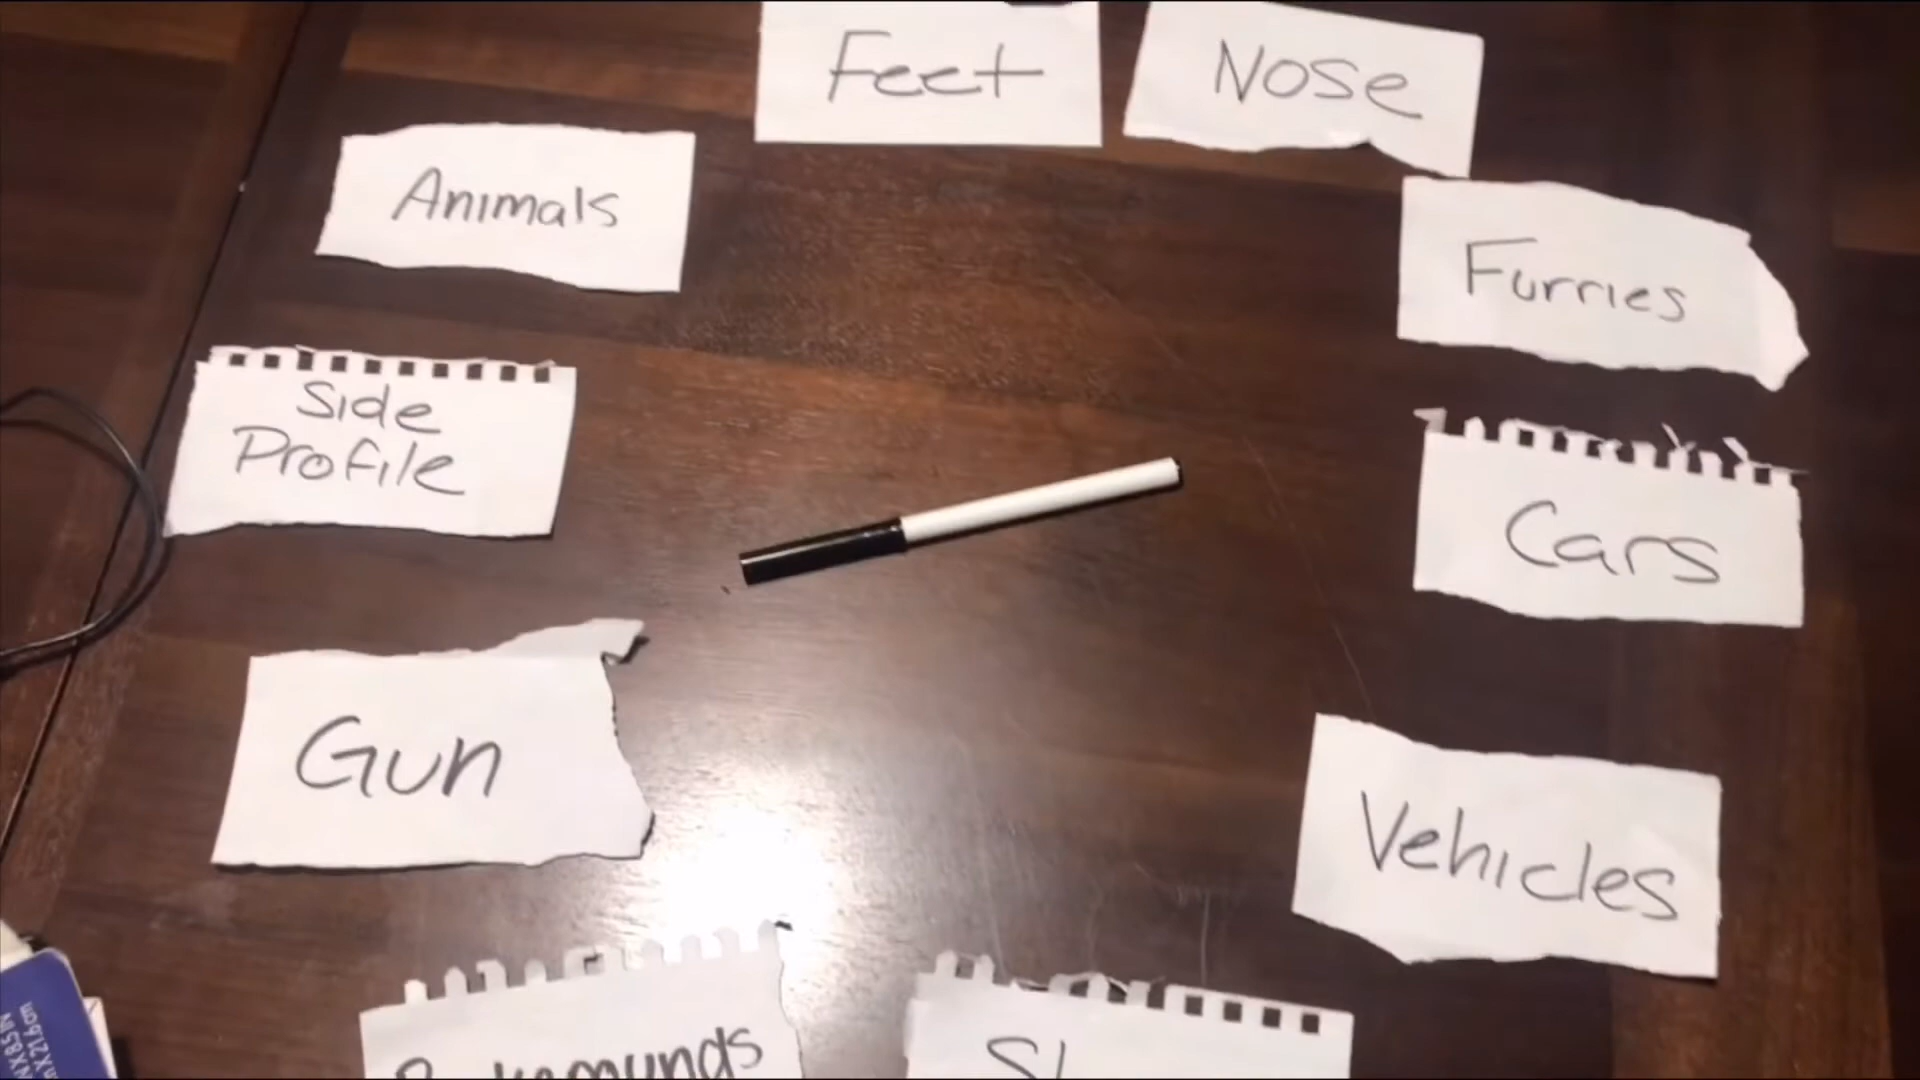 Feet
Nose
Animals
Furries
Side
Profile
Cars
Gun
Vehicles